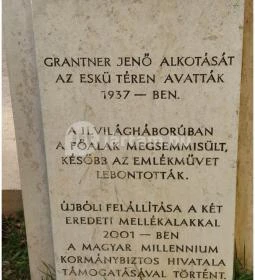 GRANTNER JENŐ ALKOTÁSÁT
AZ ESKÜ TÉREN AVATTÁK
1937 – BEN.
A II.VILÁGHÁBORÚBAN
A FŐALAK MEGSEMMISÜLT,
KÉSŐBB AZ EMLÉKMŰVET
LEBONTOTTÁK.
ÚJBÓLI FELÁLLÍTÁSA A KÉT
EREDETI MELLÉKALAKKAL
2001 – BEN
A MAGYAR MILLENNIUM
KORMÁNYBIZTOS HIVATALA
TÁMOGATÁSÁVAL TÖRTÉNT.